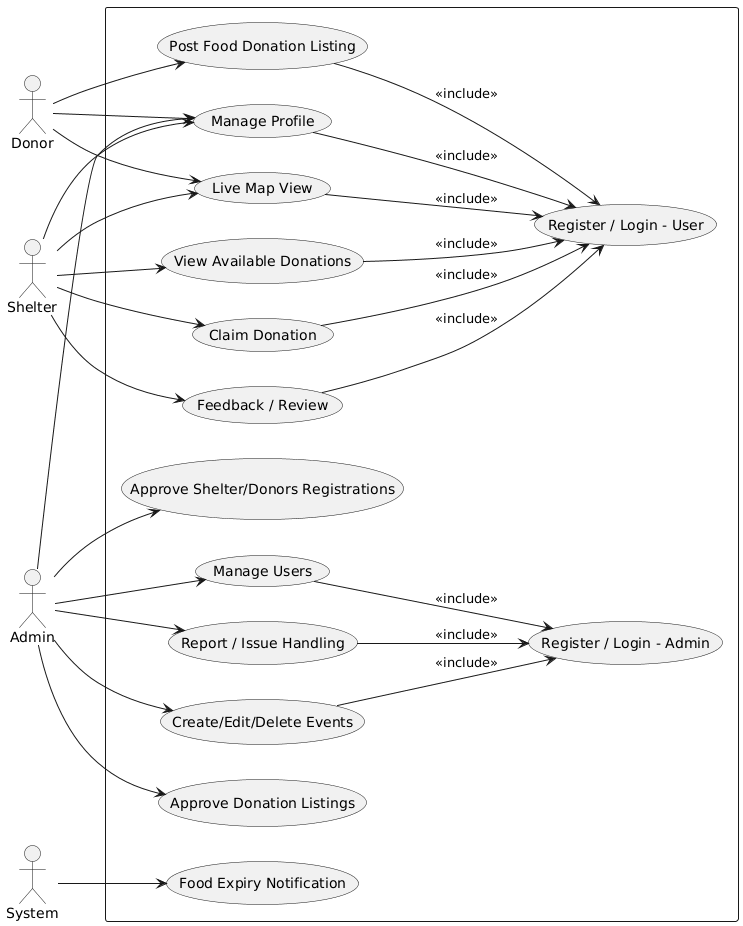 Post Food Donation Listing
«include»
Donor
Manage Profile
«include»
Live Map View
«include»
Register / Login - User
View Available Donations
«include»
Shelter
«include»
Claim Donation
«include»
Feedback / Review
Approve Shelter/Donors Registrations
Manage Users
«include»
Admin
Report / Issue Handling
«include»
Register / Login - Admin
«include»
Create/Edit/Delete Events
Approve Donation Listings
Food Expiry Notification
System